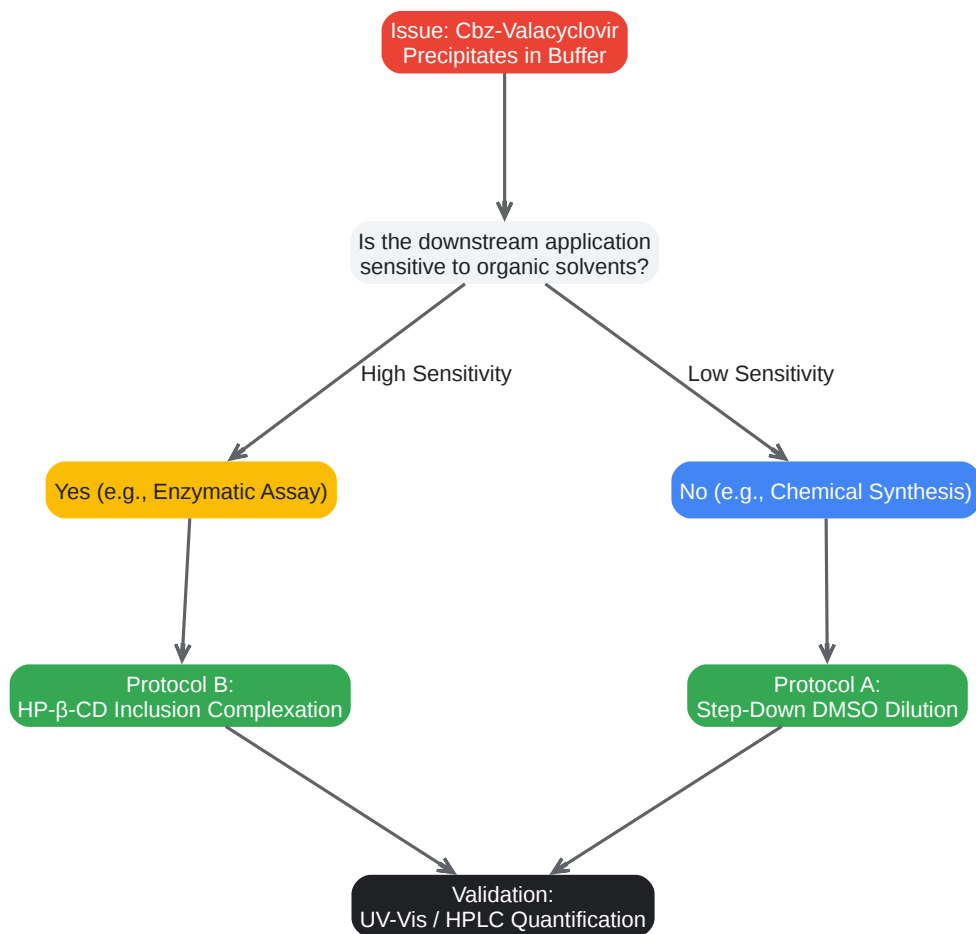 Issue: Cbz-Valacyclovir
Precipitates in Buffer
Is the downstream application
sensitive to organic solvents?
High Sensitivity
Low Sensitivity
Yes (e.g., Enzymatic Assay)
No (e.g., Chemical Synthesis)
Protocol B:
HP-β-CD Inclusion Complexation
Protocol A:
Step-Down DMSO Dilution
Validation:
UV-Vis / HPLC Quantification